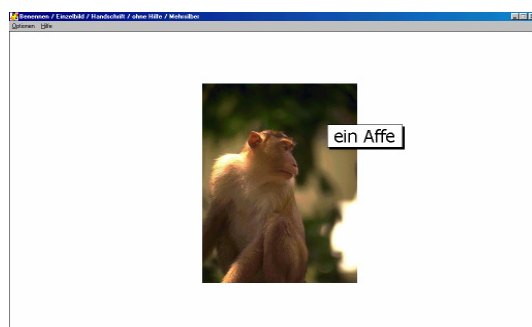 Benennen / Einzelbild / Handschrift / ohne Hilfe / Mehrsilber
Optionen Hilfe
ein Affe